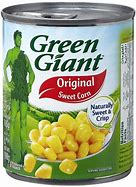 Green
Giant
Original
Sweet Corn
Naturally
Sweet &
Crisp